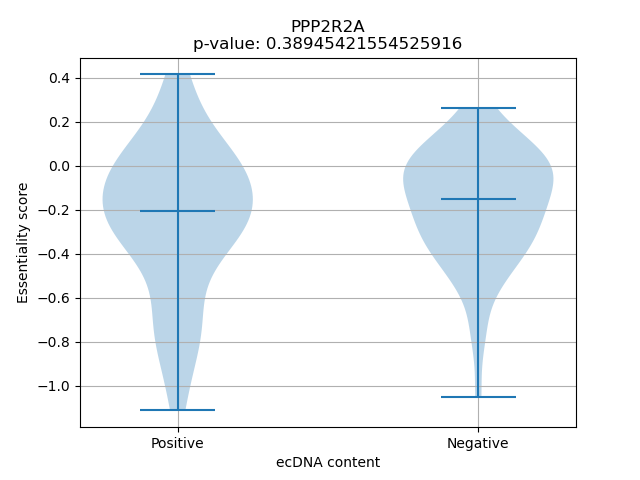 PPP2R2A
p-value: 0.38945421554525916
0.4
0.2
0.0
−0.2
−0.4
−0.6
−0.8
−1.0
Essentiality score
Positive
Negative
ecDNA content